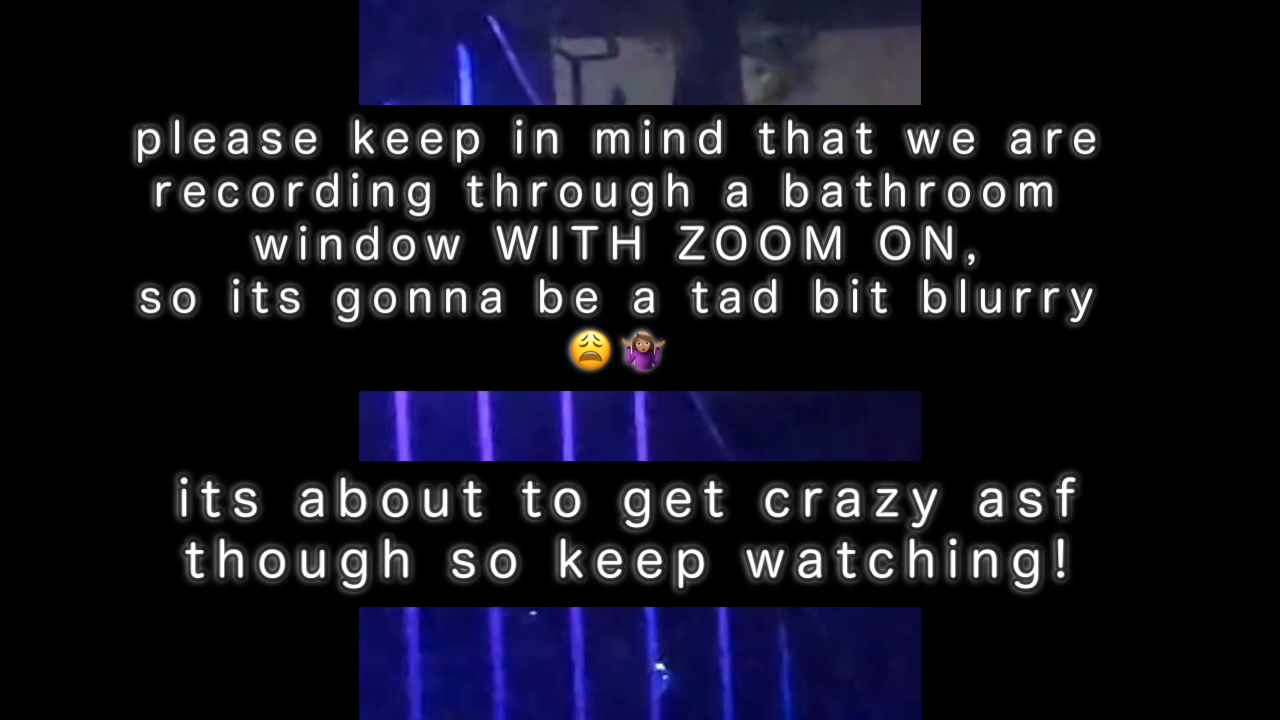 please keep in mind that we are
recording through a bathroom
window WITH ZOOM ON,
so its gonna be a tad bit blurry
😩🤷🏽‍♀️
its about to get crazy asf
though so keep watching!